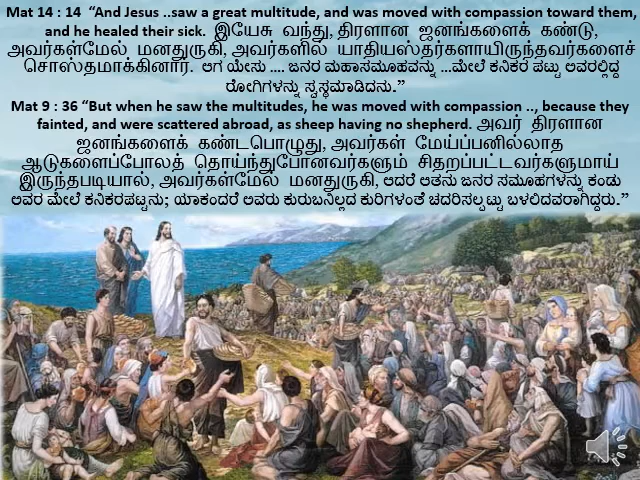 Mat 14 : 14 “And Jesus ..saw a great multitude, and was moved with compassion toward them,
and he healed their sick. இயேசு வந்து, திரளான ஜனங்களைக் கண்டு,
அவர்கள்மேல் மனதுருகி, அவர்களில் யாதியஸ்தர்களாயிருந்தவர்களைச்
சொஸ்தமாக்கினார். ಆಗ ಯೇಸು .... ಜನರ ಮಹಾಸಮೂಹವನ್ನು ...ಮೇಲೆ ಕನಿಕರ ಪಟ್ಟು ಅವರಲ್ಲಿದ್ದ
ರೋಗಿಗಳನ್ನು ಸ್ವಸ್ಥಮಾಡಿದನು.”
Mat 9 : 36 “But when he saw the multitudes, he was moved with compassion .., because they
fainted, and were scattered abroad, as sheep having no shepherd. அவர் திரளான
ஜனங்களைக் கண்டபொழுது, அவர்கள் மேய்ப்பனில்லாத
ஆடுகளைப்போலத் தொய்ந்துபோனவர்களும் சிதறப்பட்டவர்களுமாய்
இருந்தபடியால், அவர்கள்மேல் மனதுருகி, ಆದರೆ ಆತನು ಜನರ ಸಮೂಹಗಳನ್ನು ಕಂಡು
ಅವರ ಮೇಲೆ ಕನಿಕರಪಟ್ಟನು; ಯಾಕಂದರೆ ಅವರು ಕುರುಬನಿಲ್ಲದ ಕುರಿಗಳಂತೆ ಚದರಿಸಲ್ಪಟ್ಟು ಬಳಲಿದವರಾಗಿದ್ದರು.”